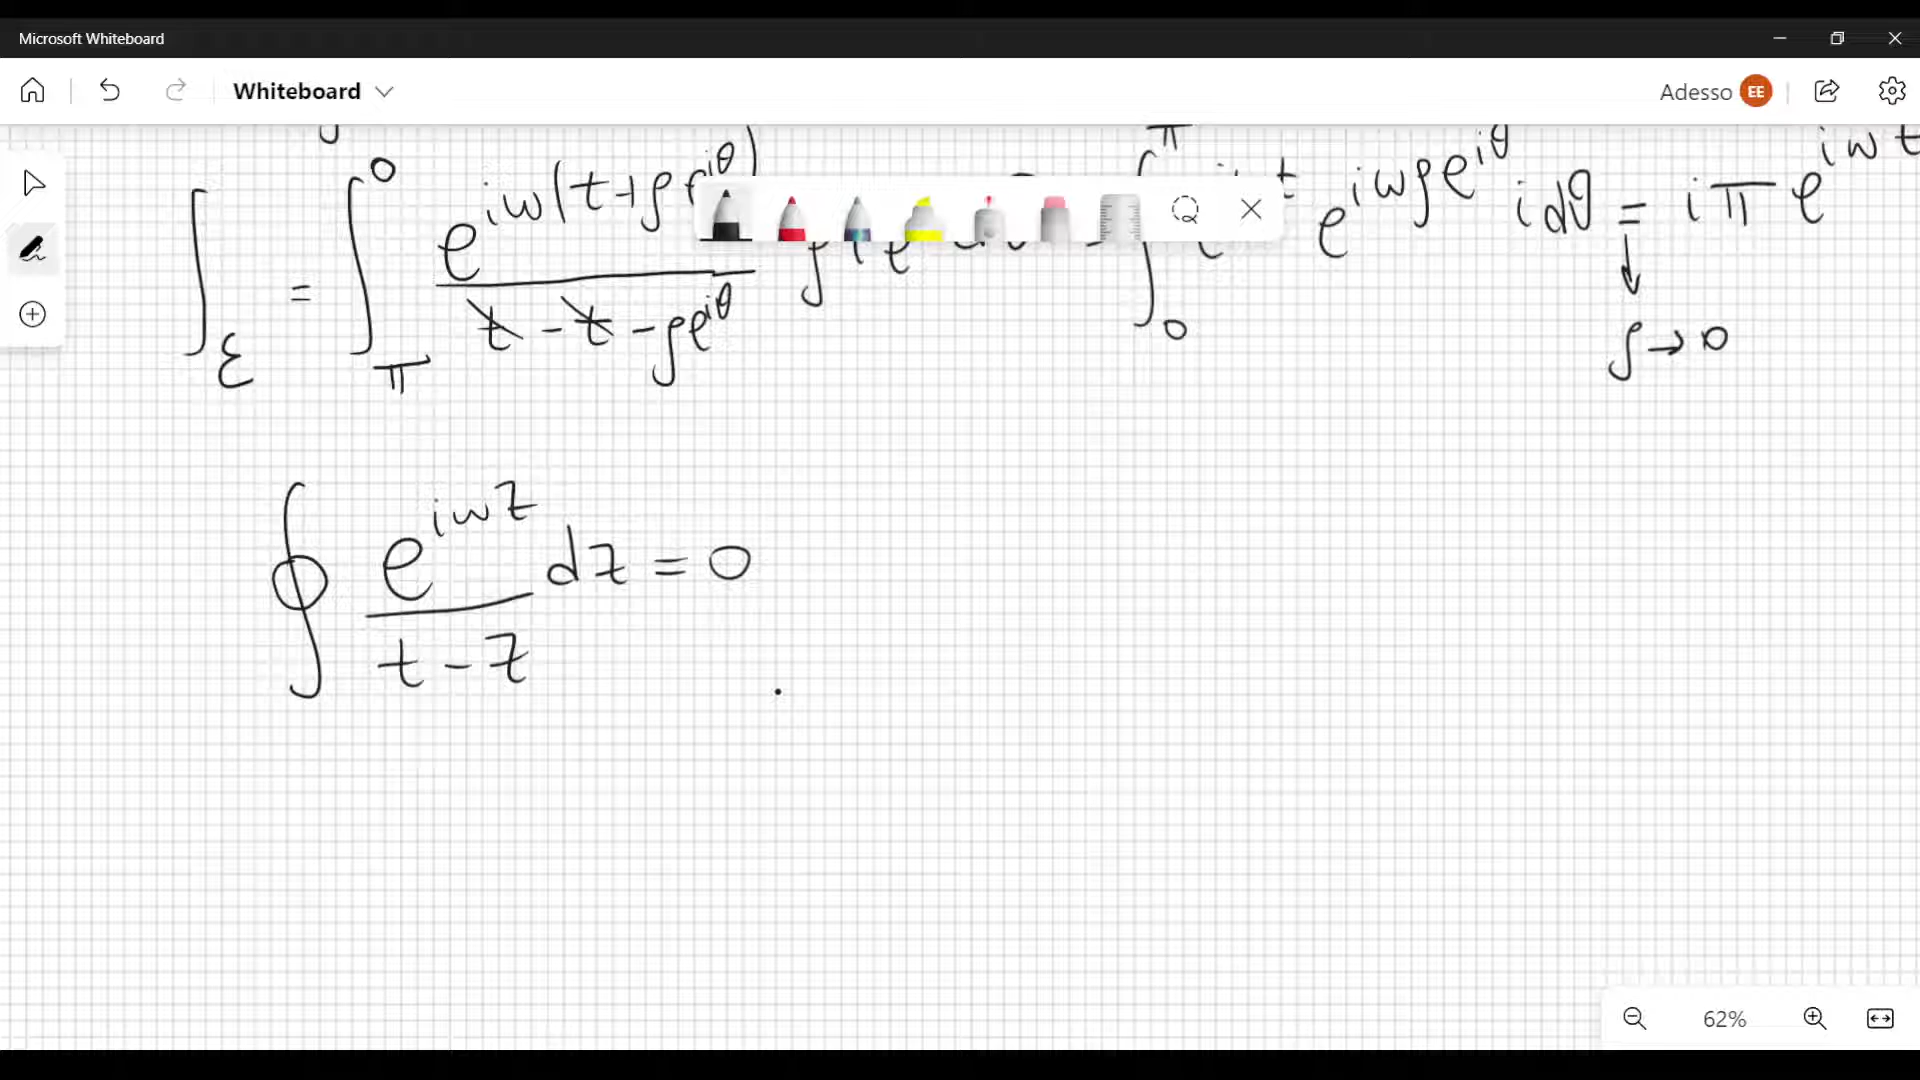 Microsoft Whiteboard
Whiteboard
Adesso EE
∫_ε = ∫_π^0 e^{iω(t+ρe^{iθ})} / (t - t - ρe^{iθ}) ρ i e
∫_0^π e^{iωρe^{iθ}} i dθ = iπ e^{iωt}
ρ → 0
∮ e^{iωz} / (t - z) dz = 0
62%